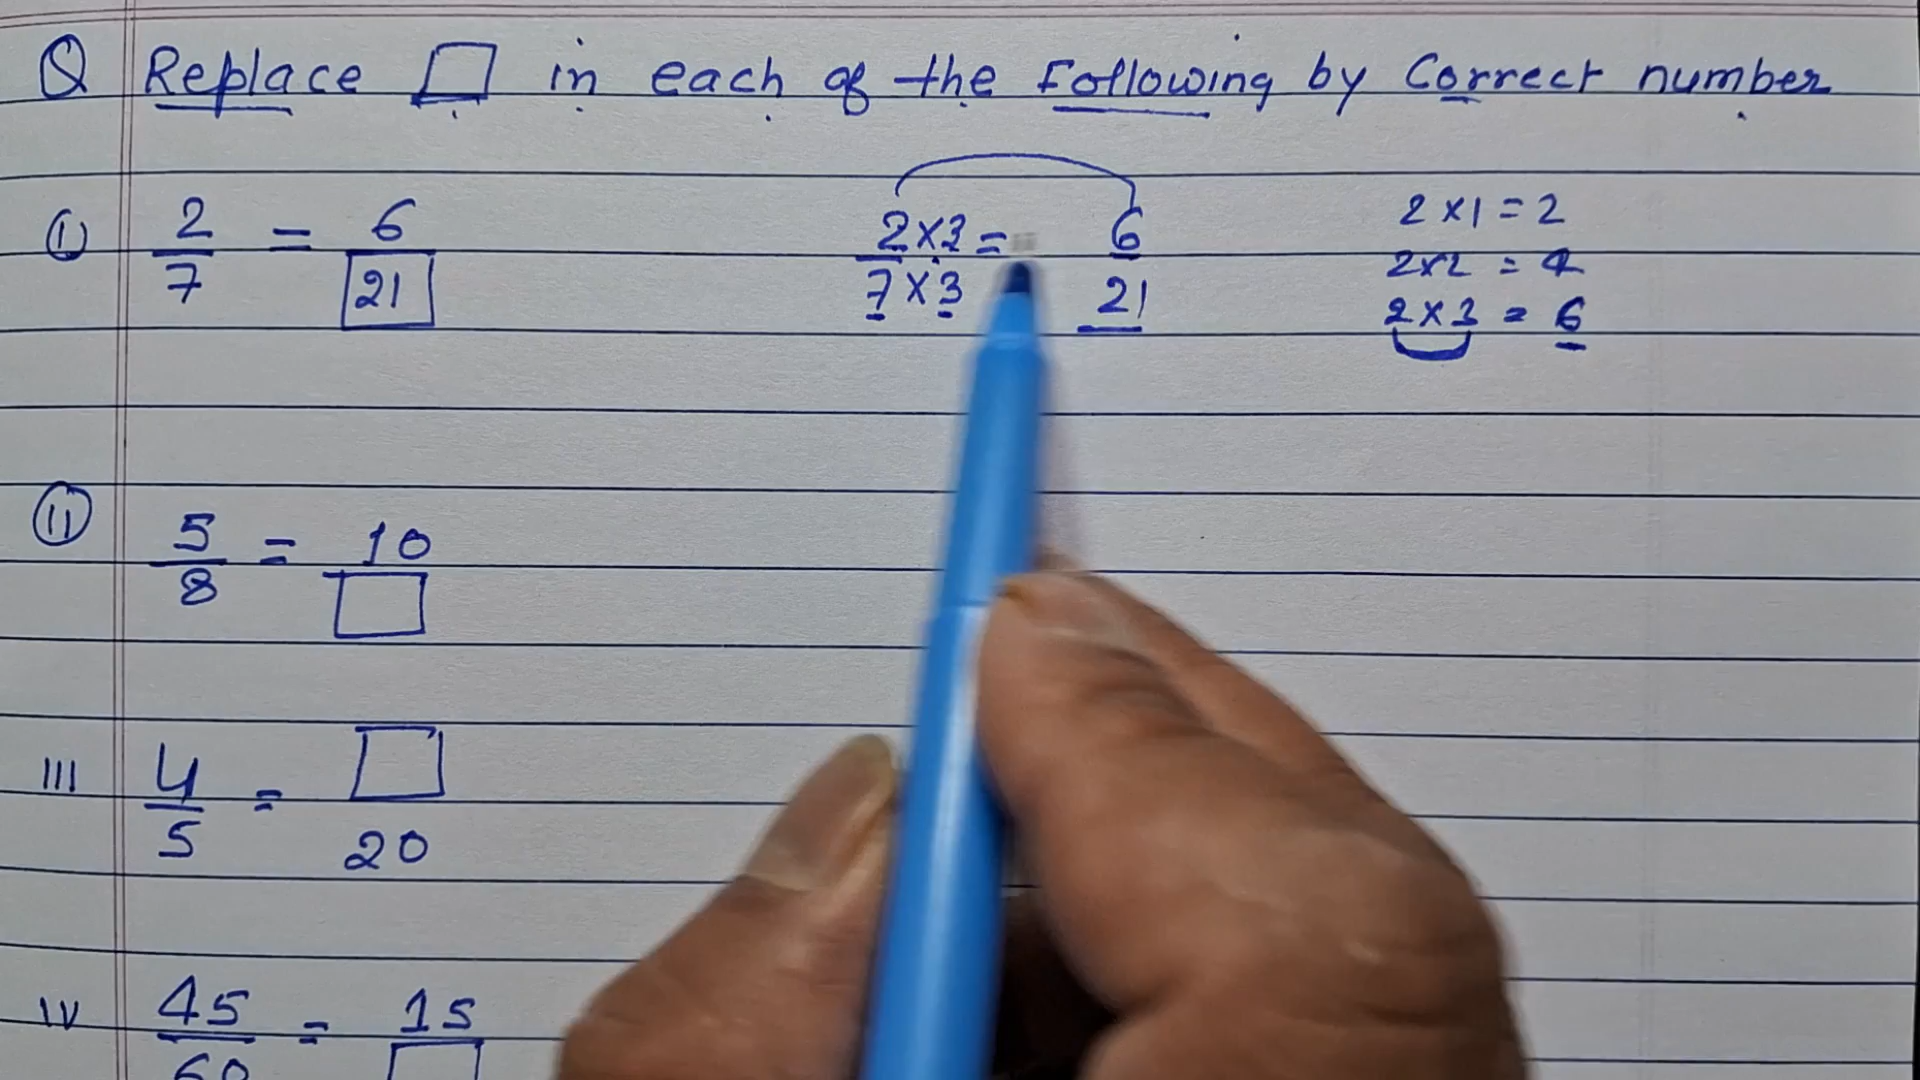 Q Replace □ in each of the following by Correct number
(i) 2/7 = 6/21
2×3/7×3 = 6/21
2×1=2
2×2 = 4
2×3 = 6
(ii) 5/8 = 10/□
III 4/5 = □/20
IV 45/60 = 15/□